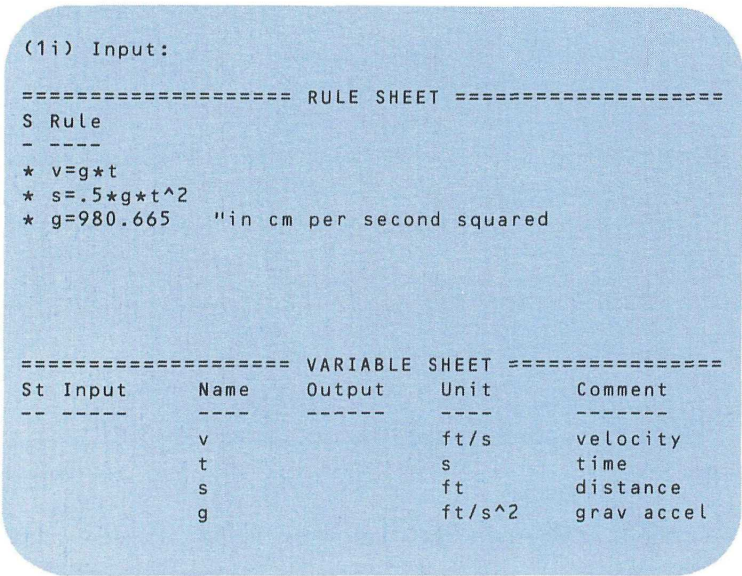 (1i) Input:
==================== RULE SHEET ====================
S Rule
- ----
* v=g*t
* s=.5*g*t^2
* g=980.665   "in cm per second squared
==================== VARIABLE SHEET ================
St Input     Name    Output    Unit      Comment
-- -----     ----    ------    ----      -------
             v                 ft/s      velocity
             t                 s         time
             s                 ft        distance
             g                 ft/s^2    grav accel